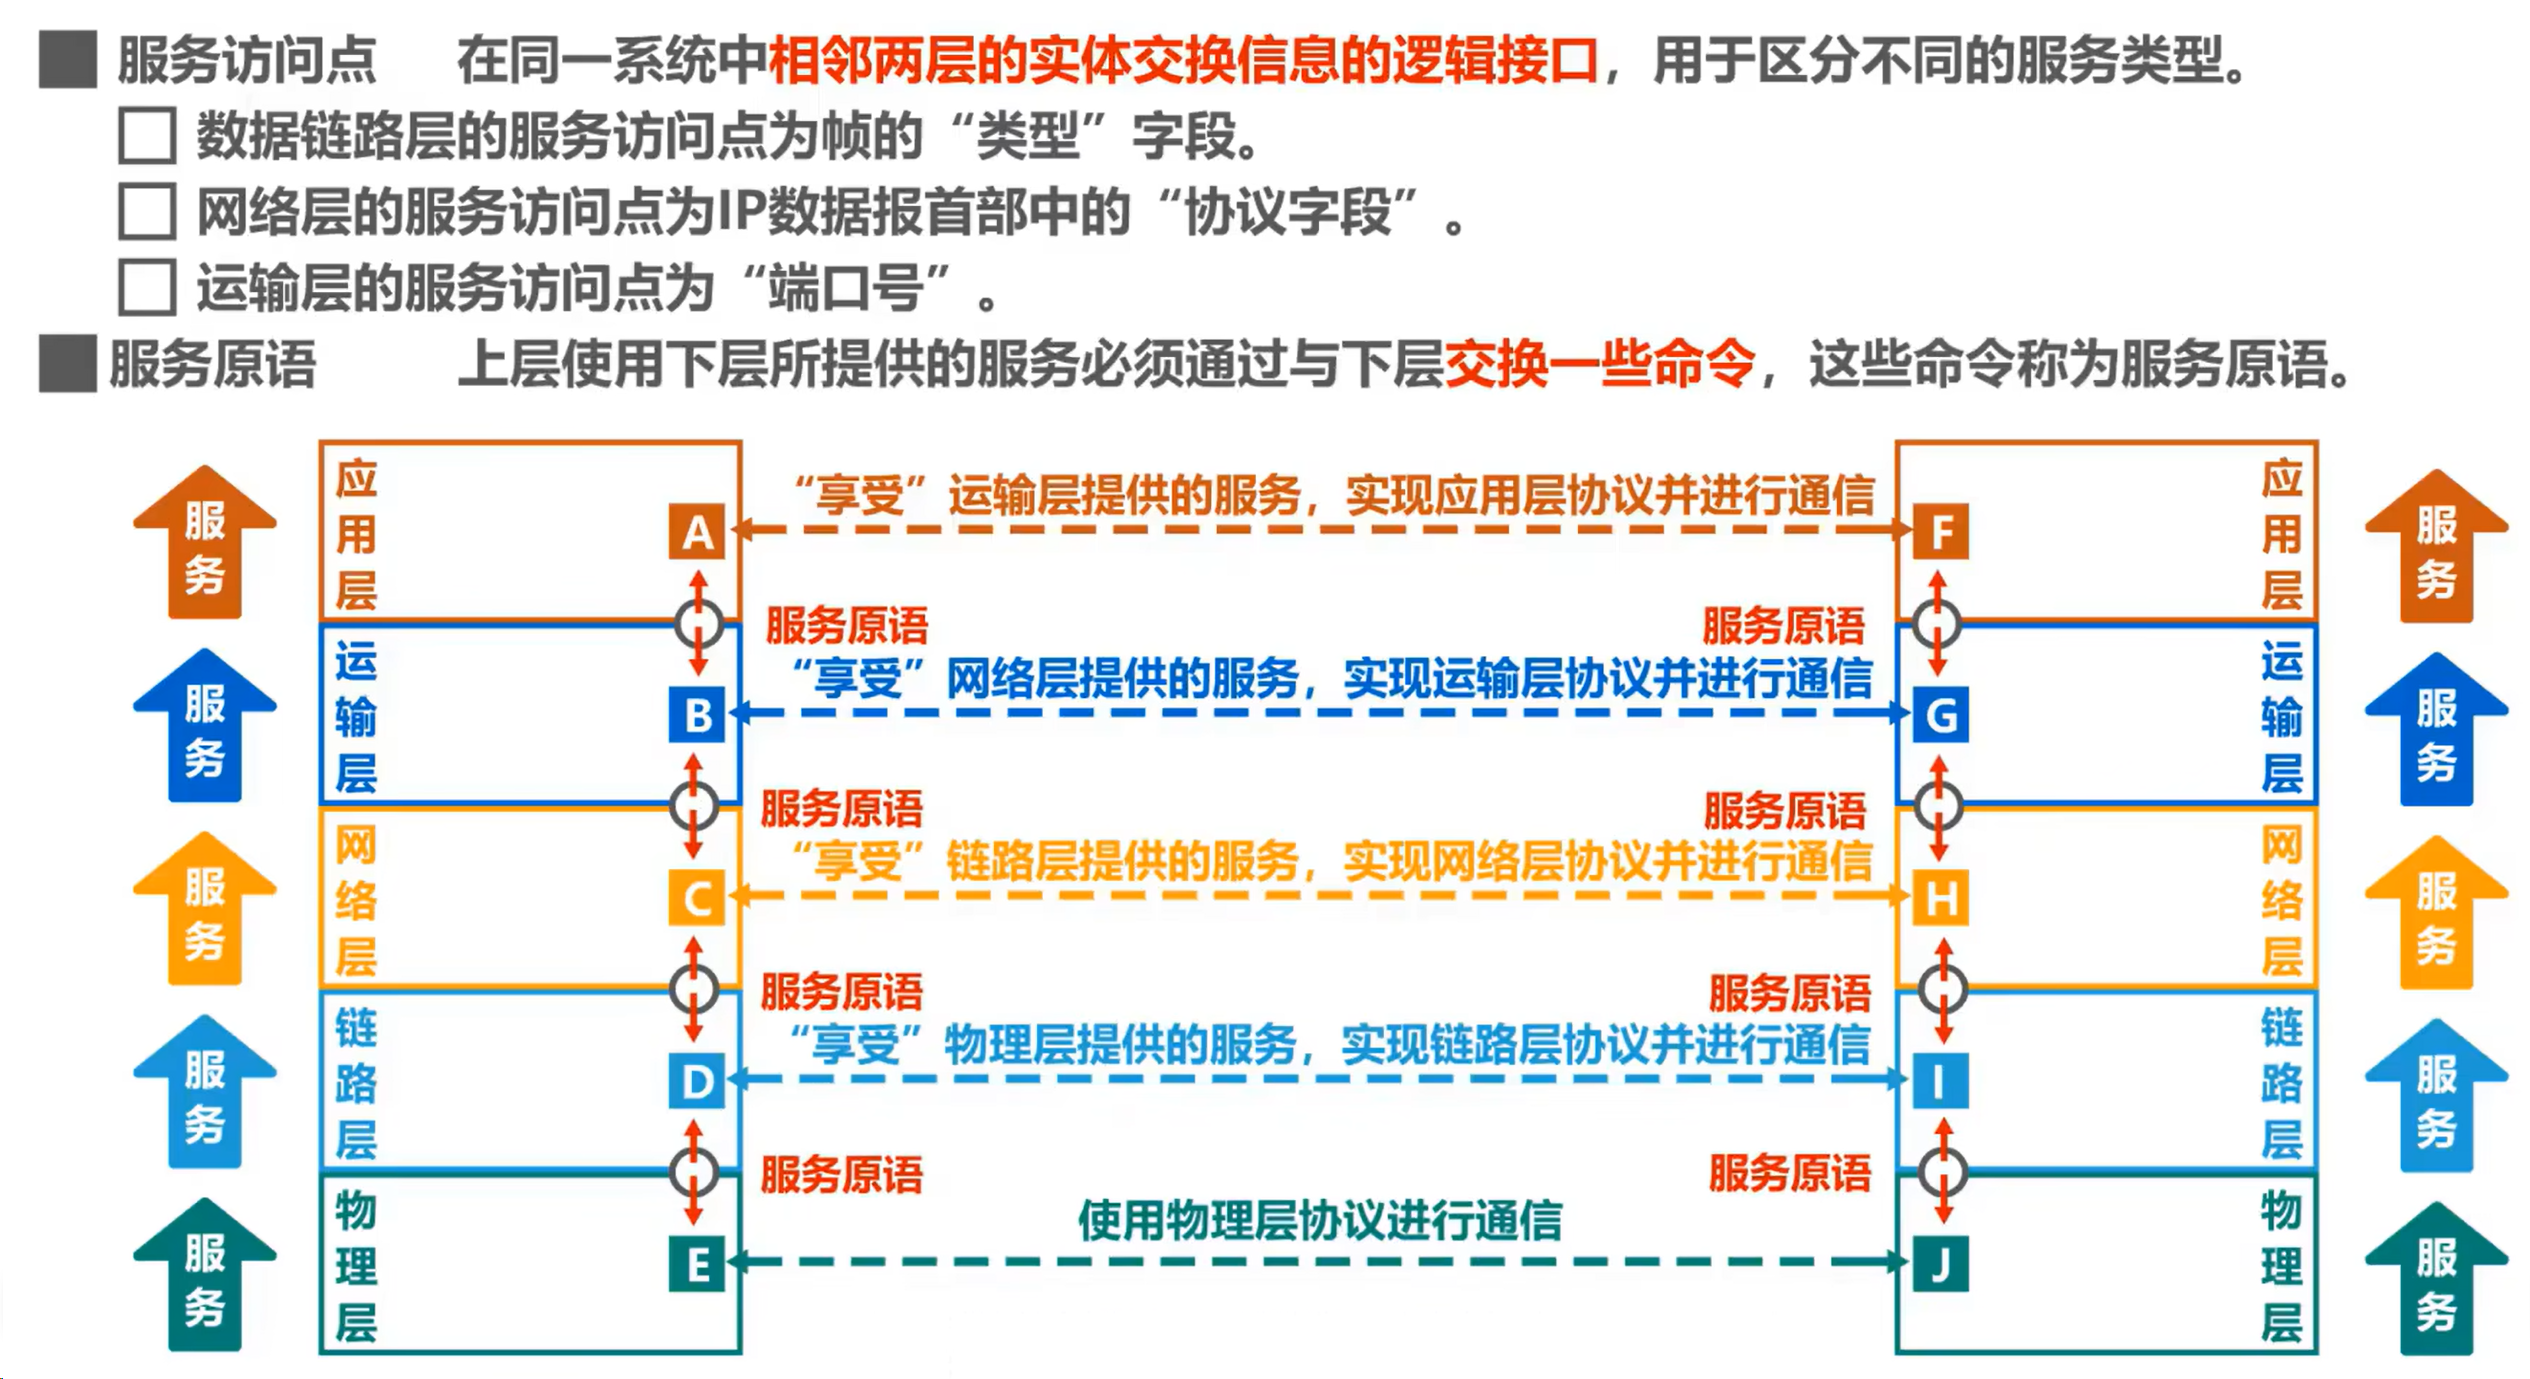 服务访问点 在同一系统中相邻两层的实体交换信息的逻辑接口，用于区分不同的服务类型。
数据链路层的服务访问点为帧的“类型”字段。
网络层的服务访问点为IP数据报首部中的“协议字段”。
运输层的服务访问点为“端口号”。
服务原语 上层使用下层所提供的服务必须通过与下层交换一些命令，这些命令称为服务原语。
服务
应用层
A
“享受”运输层提供的服务，实现应用层协议并进行通信
F
应用层
服务
服务原语
服务原语
服务
运输层
B
“享受”网络层提供的服务，实现运输层协议并进行通信
G
运输层
服务
服务原语
服务原语
服务
网络层
C
“享受”链路层提供的服务，实现网络层协议并进行通信
H
网络层
服务
服务原语
服务原语
服务
链路层
D
“享受”物理层提供的服务，实现链路层协议并进行通信
I
链路层
服务
服务原语
服务原语
服务
物理层
E
使用物理层协议进行通信
J
物理层
服务